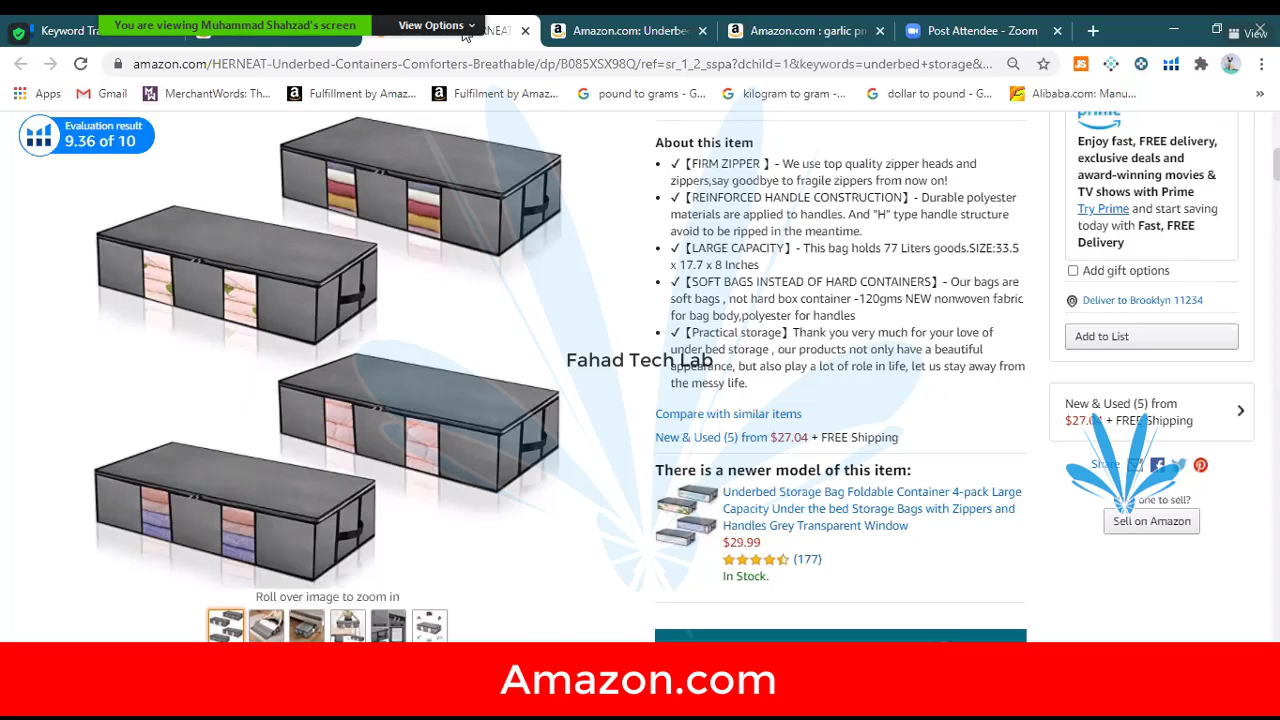 You are viewing Muhammad Shahzad's screen
View Options
Keyword Tra
Amazon.com: Underbe
Amazon.com : garlic pr
Post Attendee - Zoom
View
amazon.com/HERNEAT-Underbed-Containers-Comforters-Breathable/dp/B085XSX98Q/ref=sr_1_2_sspa?dchild=1&keywords=underbed+storage&...
Apps
Gmail
MerchantWords: Th...
Fulfillment by Amaz...
Fulfilment by Amaz...
pound to grams - G...
kilogram to gram -...
dollar to pound - G...
Alibaba.com: Manu...
Evaluation result
9.36 of 10
About this item
✓【FIRM ZIPPER 】- We use top quality zipper heads and
zippers,say goodbye to fragile zippers from now on!
✓【REINFORCED HANDLE CONSTRUCTION】- Durable polyester
materials are applied to handles. And "H" type handle structure
avoid to be ripped in the meantime.
✓【LARGE CAPACITY】- This bag holds 77 Liters goods.SIZE:33.5
x 17.7 x 8 Inches
✓【SOFT BAGS INSTEAD OF HARD CONTAINERS】- Our bags are
soft bags , not hard box container -120gms NEW nonwoven fabric
for bag body,polyester for handles
✓【Practical storage】Thank you very much for your love of
under bed storage , our products not only have a beautiful
appearance, but also play a lot of role in life, let us stay away from
the messy life.
Fahad Tech Lab
Compare with similar items
New & Used (5) from $27.04 + FREE Shipping
There is a newer model of this item:
Underbed Storage Bag Foldable Container 4-pack Large
Capacity Under the bed Storage Bags with Zippers and
Handles Grey Transparent Window
$29.99
(177)
In Stock.
Roll over image to zoom in
prime
Enjoy fast, FREE delivery,
exclusive deals and
award-winning movies &
TV shows with Prime
Try Prime and start saving
today with Fast, FREE
Delivery
Add gift options
Deliver to Brooklyn 11234
Add to List
New & Used (5) from
$27.04 + FREE Shipping
Share
one to sell?
Sell on Amazon
Amazon.com